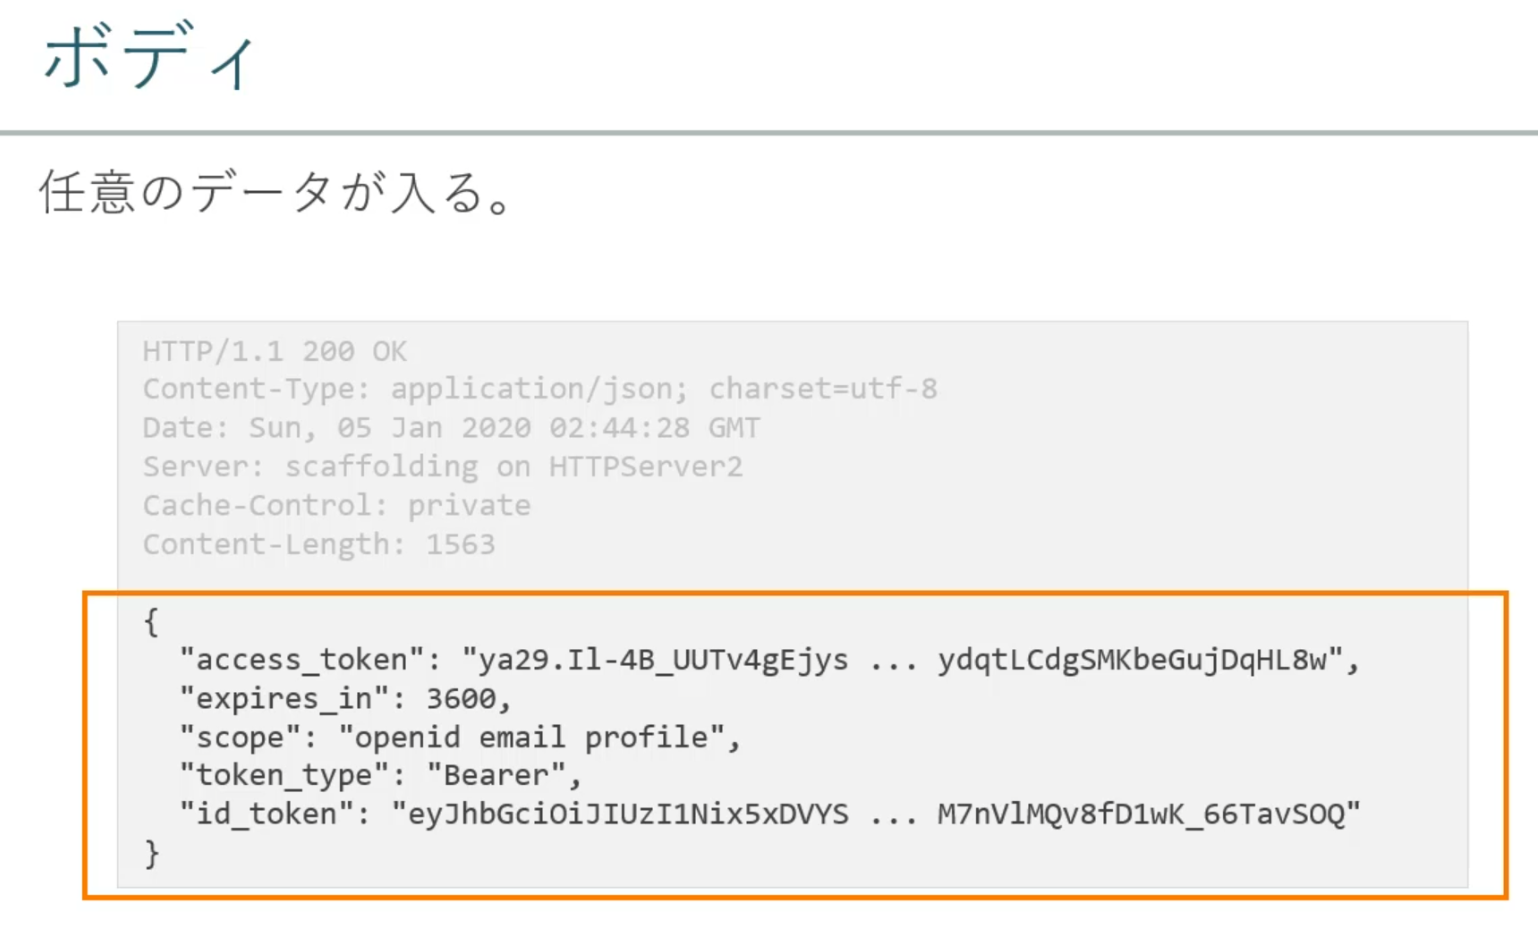 ボディ
任意のデータが入る。
HTTP/1.1 200 OK
Content-Type: application/json; charset=utf-8
Date: Sun, 05 Jan 2020 02:44:28 GMT
Server: scaffolding on HTTPServer2
Cache-Control: private
Content-Length: 1563
{
"access_token": "ya29.Il-4B_UUTv4gEjys ... ydqtLCdgSMKbeGujDqHL8w",
"expires_in": 3600,
"scope": "openid email profile",
"token_type": "Bearer",
"id_token": "eyJhbGciOiJIUzI1Nix5xDVYS ... M7nVlMQv8fD1wK_66TavSOQ"
}